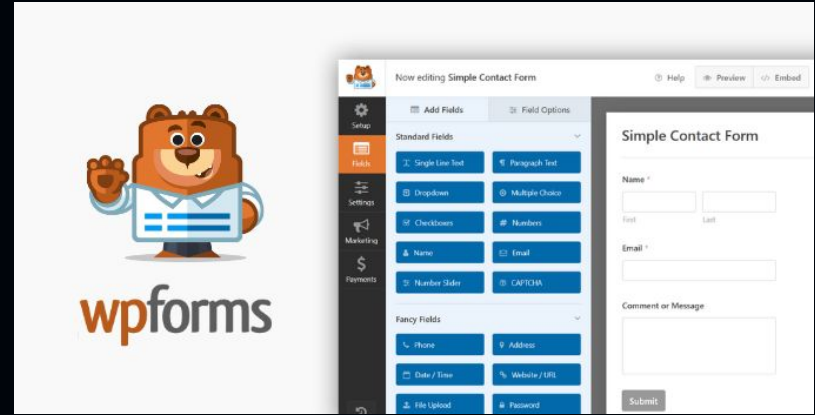 wpforms
Now editing Simple Contact Form
Help
Preview
</> Embed
Setup
Fields
Settings
Marketing
Payments
Add Fields
Field Options
Standard Fields
Single Line Text
Paragraph Text
Dropdown
Multiple Choice
Checkboxes
Numbers
Name
Email
Number Slider
CAPTCHA
Fancy Fields
Phone
Address
Date / Time
Website / URL
File Upload
Password
Simple Contact Form
Name *
First
Last
Email *
Comment or Message
Submit